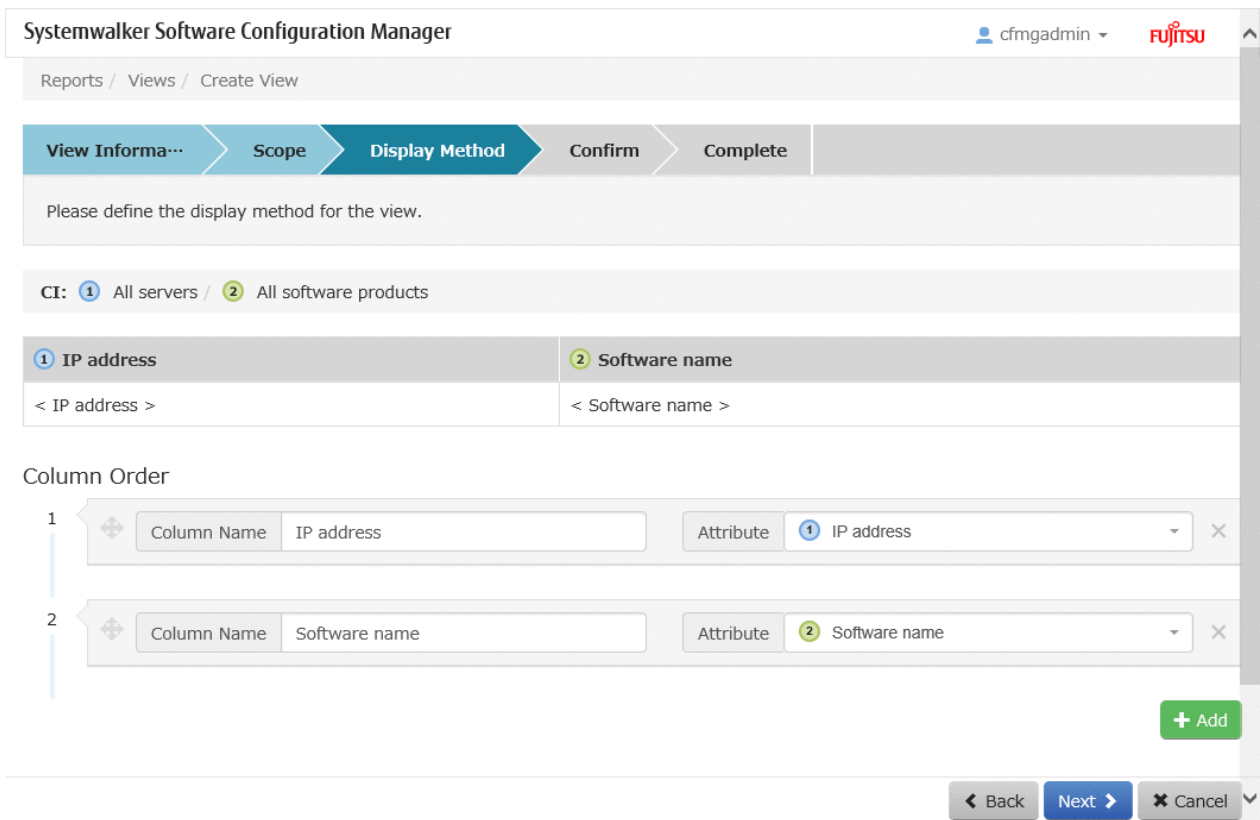 Systemwalker Software Configuration Manager cfmgadmin FUJITSU
Reports / Views / Create View
View Informa… Scope Display Method Confirm Complete
Please define the display method for the view.
CI: 1 All servers / 2 All software products
1 IP address 2 Software name
< IP address > < Software name >
Column Order
1 Column Name IP address Attribute 1 IP address
2 Column Name Software name Attribute 2 Software name
Add
Back Next Cancel